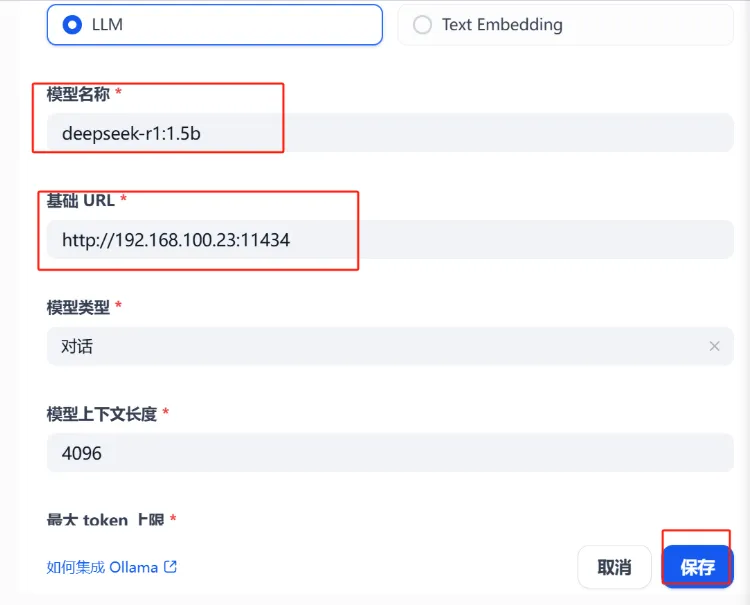 LLM
Text Embedding
模型名称 *
deepseek-r1:1.5b
基础 URL *
http://192.168.100.23:11434
模型类型 *
对话
模型上下文长度 *
4096
最大 token 上限 *
如何集成 Ollama
取消
保存